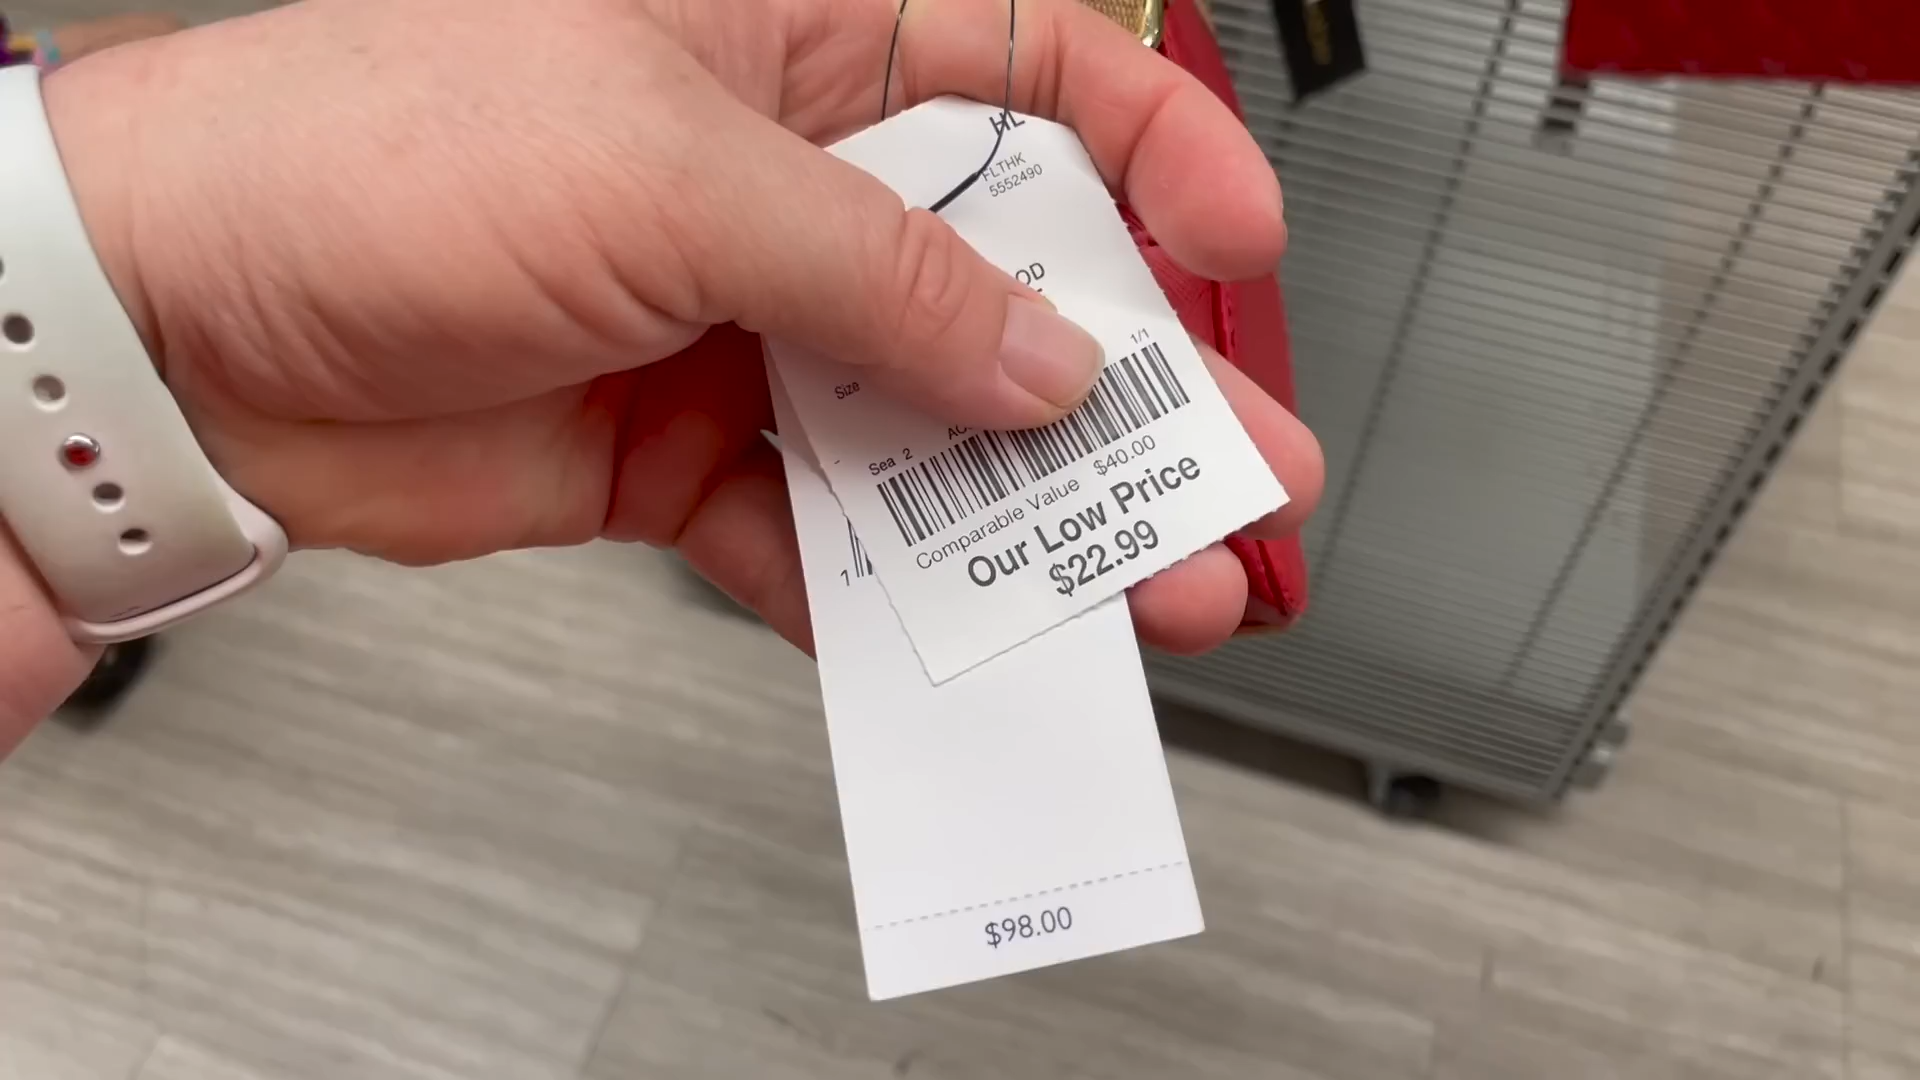 HL
FLTHK
5552490
OD
Size
1/1
Sea 2
Comparable Value $40.00
Our Low Price
$22.99
1
$98.00